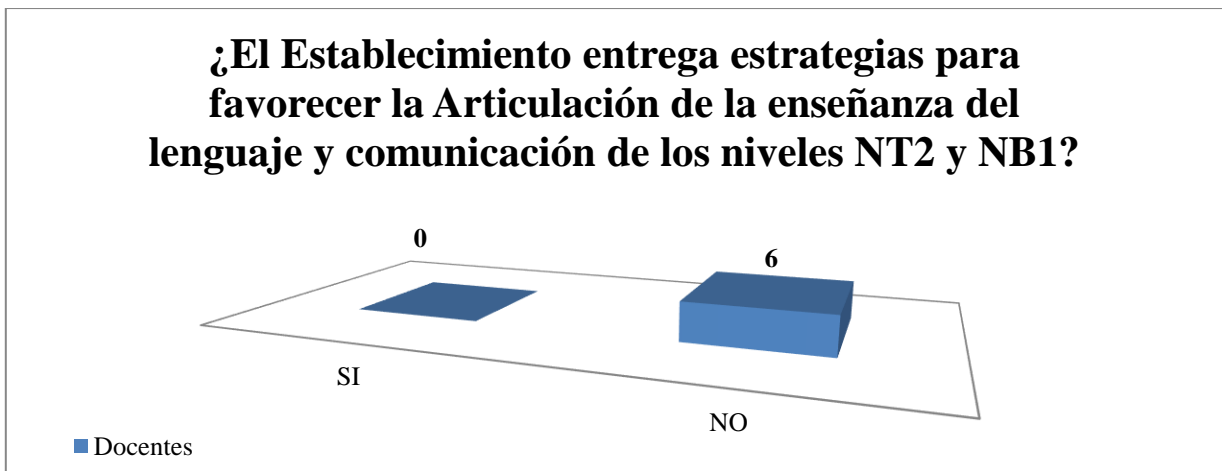 ¿El Establecimiento entrega estrategias para
favorecer la Articulación de la enseñanza del
lenguaje y comunicación de los niveles NT2 y NB1?
0
6
SI
NO
Docentes